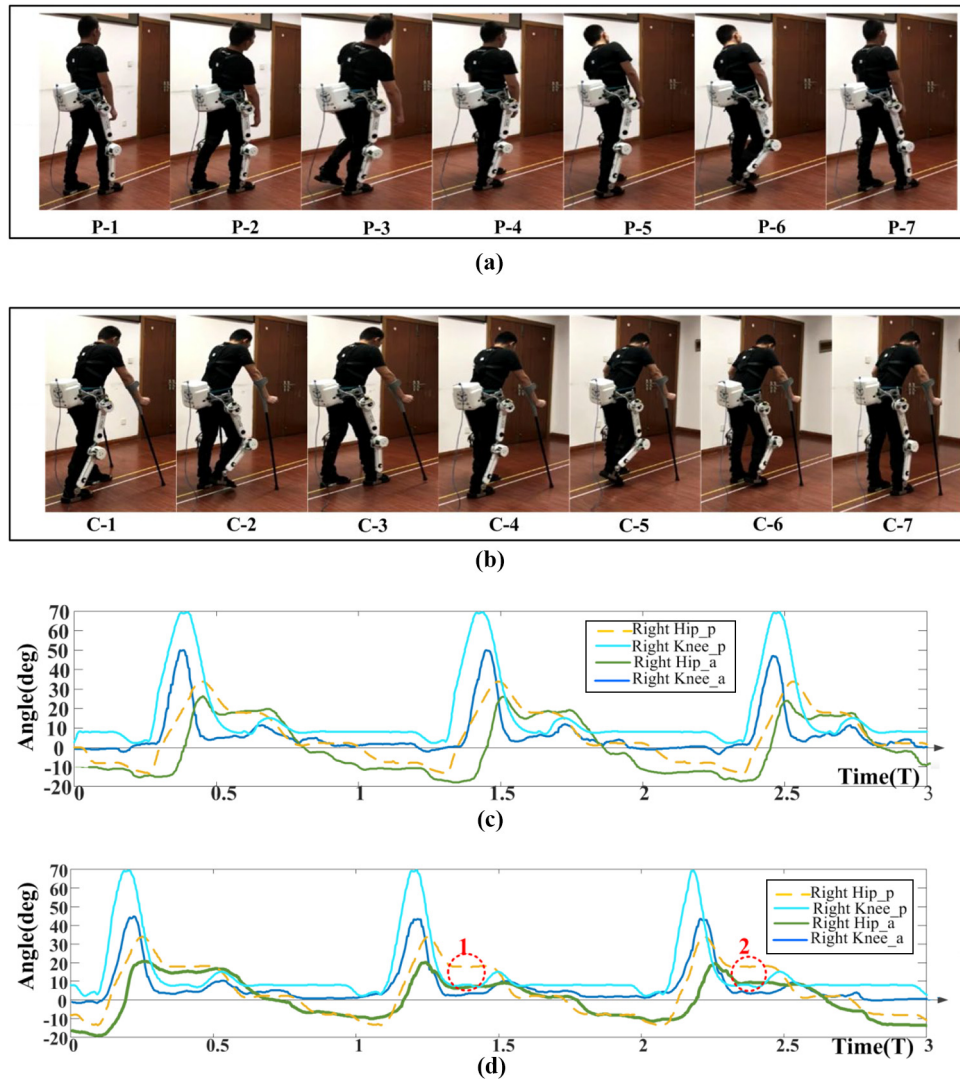 P-1 P-2 P-3 P-4 P-5 P-6 P-7
(a)
C-1 C-2 C-3 C-4 C-5 C-6 C-7
(b)
Angle(deg)
70
60
50
40
30
20
10
0
-10
-20
Right Hip_p
Right Knee_p
Right Hip_a
Right Knee_a
0 0.5 1 1.5 2 2.5 3
Time(T)
(c)
Angle(deg)
70
60
50
40
30
20
10
0
-10
-20
1
2
Right Hip_p
Right Knee_p
Right Hip_a
Right Knee_a
0 0.5 1 1.5 2 2.5 3
Time(T)
(d)